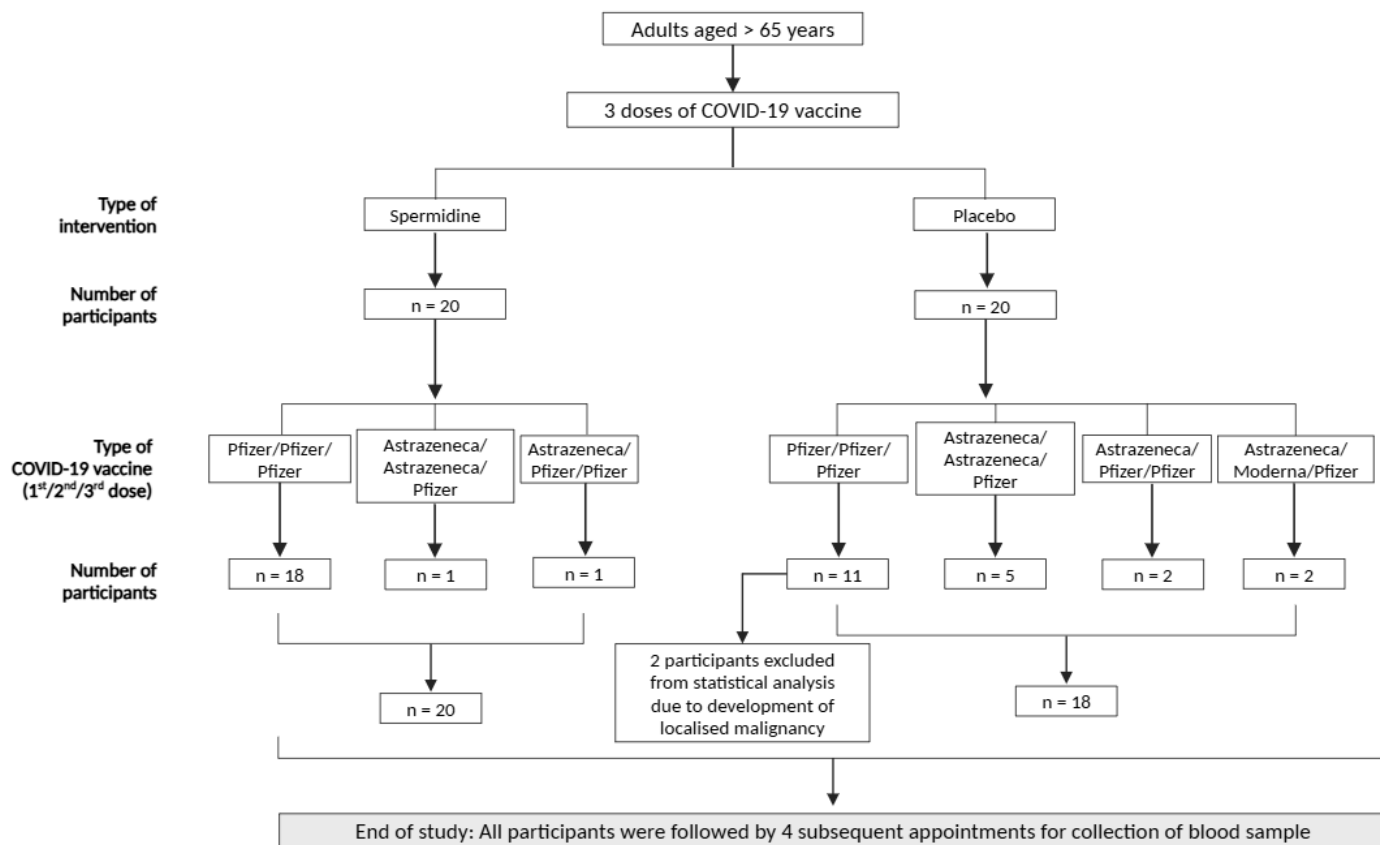 Adults aged > 65 years
3 doses of COVID-19 vaccine
Type of
intervention
Spermidine
Placebo
Number of
participants
n = 20
n = 20
Type of
COVID-19 vaccine
(1st/2nd/3rd dose)
Pfizer/Pfizer/
Pfizer
Astrazeneca/
Astrazeneca/
Pfizer
Astrazeneca/
Pfizer/Pfizer
Pfizer/Pfizer/
Pfizer
Astrazeneca/
Astrazeneca/
Pfizer
Astrazeneca/
Pfizer/Pfizer
Astrazeneca/
Moderna/Pfizer
Number of
participants
n = 18
n = 1
n = 1
n = 11
n = 5
n = 2
n = 2
2 participants excluded
from statistical analysis
due to development of
localised malignancy
n = 20
n = 18
End of study: All participants were followed by 4 subsequent appointments for collection of blood sample